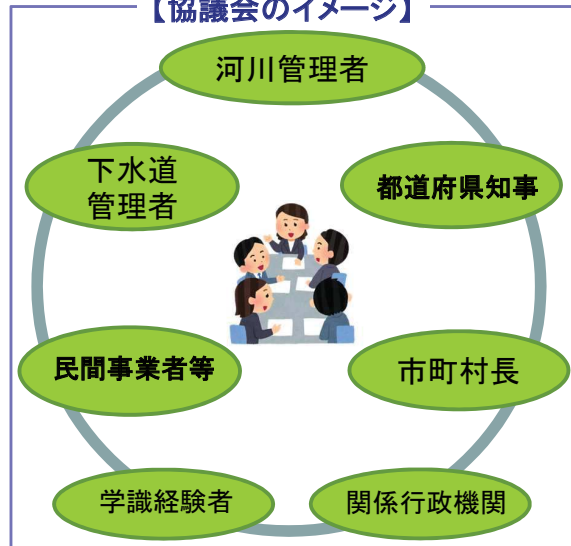 【協議会のイメージ】
河川管理者
下水道
管理者
都道府県知事
民間事業者等
市町村長
学識経験者
関係行政機関